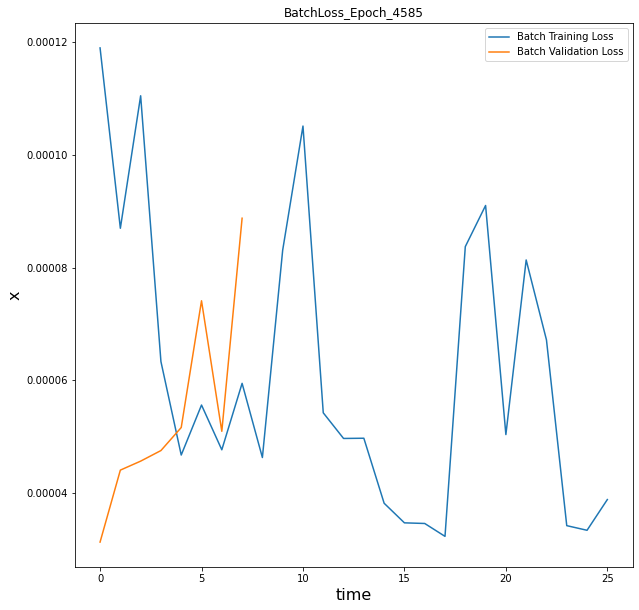 BatchLoss_Epoch_4585
Batch Training Loss
Batch Validation Loss
0.00012
0.00010
0.00008
0.00006
0.00004
x
0
5
10
15
20
25
time